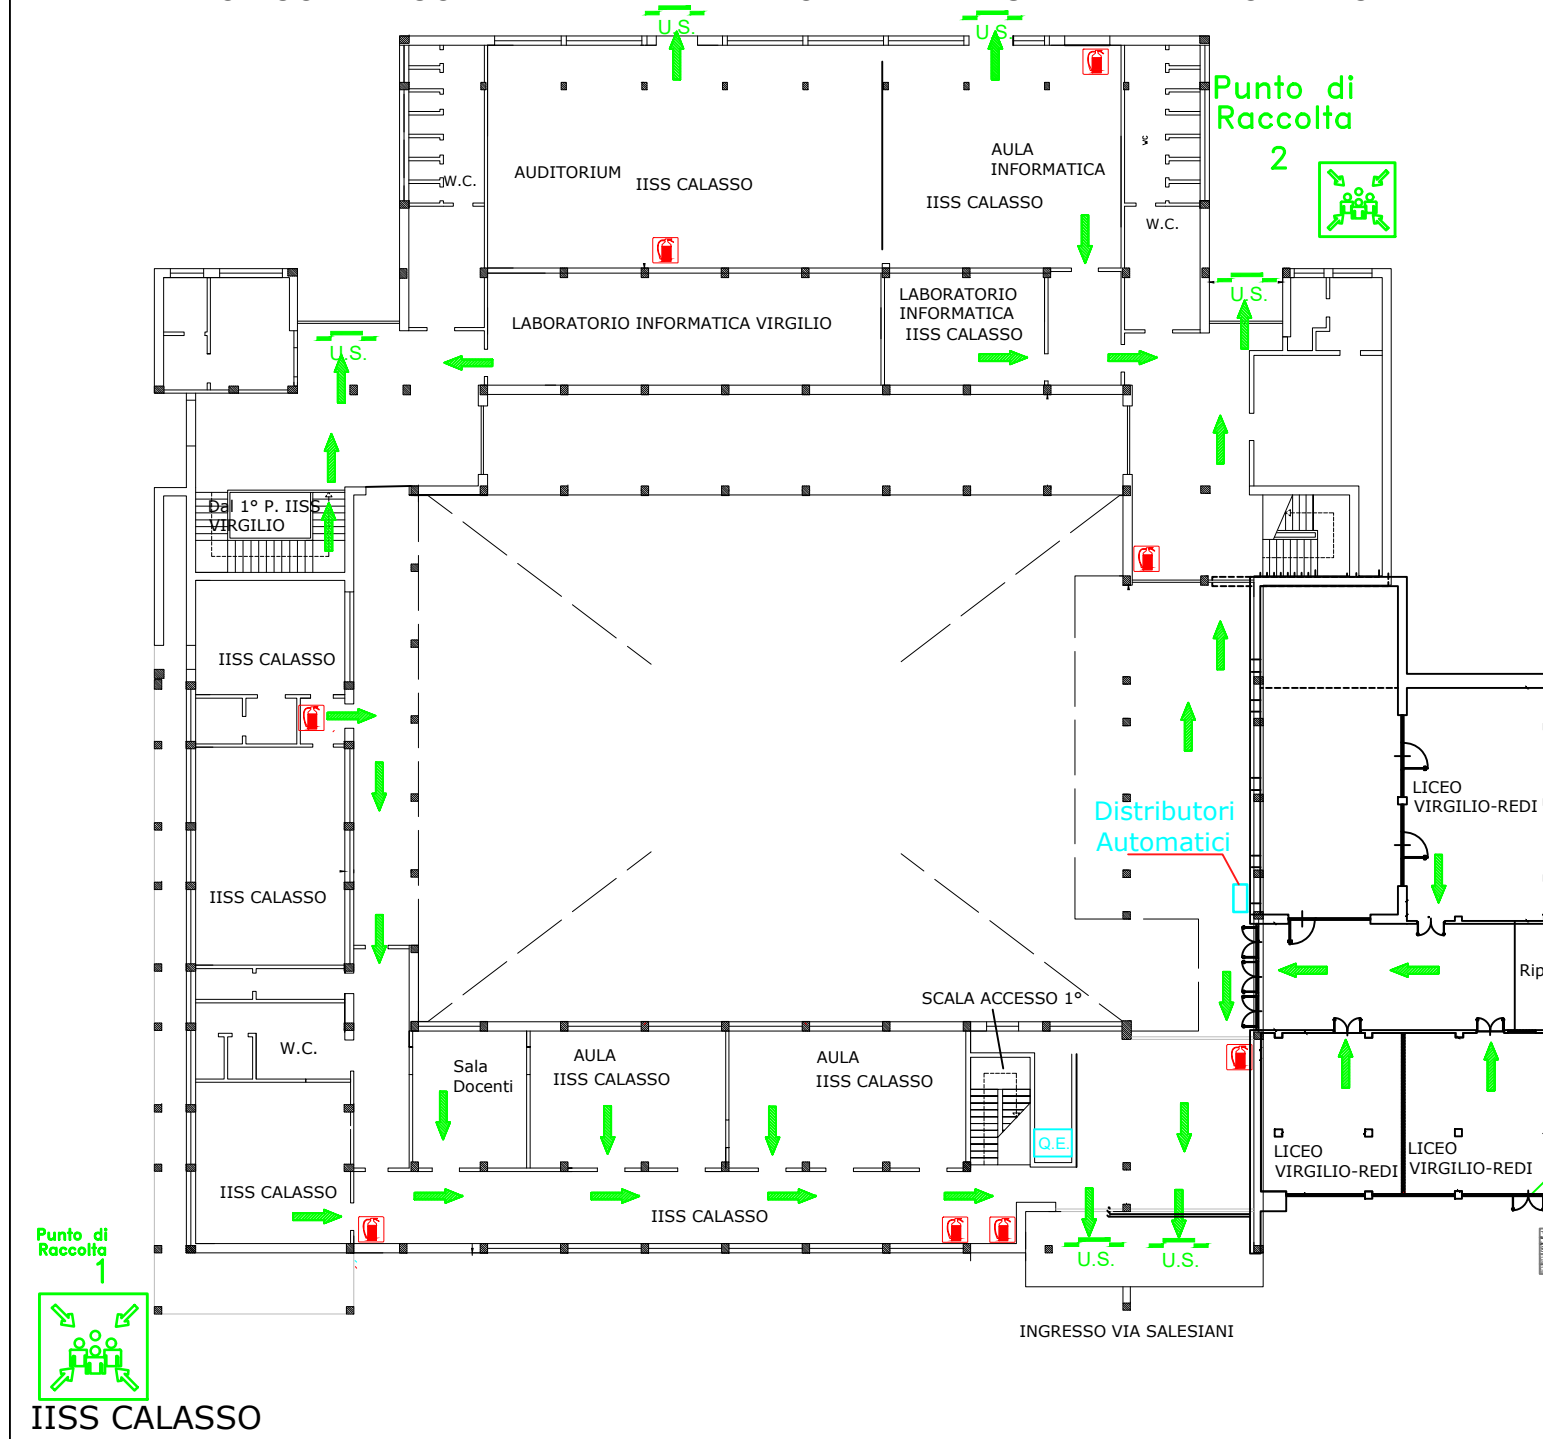 U.S.
U.S.
Punto di
Raccolta
2
AUDITORIUM
IISS CALASSO
AULA
INFORMATICA
IISS CALASSO
W.C.
W.C.
U.S.
LABORATORIO INFORMATICA VIRGILIO
LABORATORIO
INFORMATICA
IISS CALASSO
U.S.
Dal 1° P. IISS
VIRGILIO
IISS CALASSO
LICEO
VIRGILIO-REDI
Distributori
Automatici
IISS CALASSO
Rip
SCALA ACCESSO 1°
W.C.
Sala
Docenti
AULA
IISS CALASSO
AULA
IISS CALASSO
Q.E.
LICEO
VIRGILIO-REDI
LICEO
VIRGILIO-REDI
IISS CALASSO
IISS CALASSO
Punto di
Raccolta
1
U.S.
U.S.
INGRESSO VIA SALESIANI
IISS CALASSO